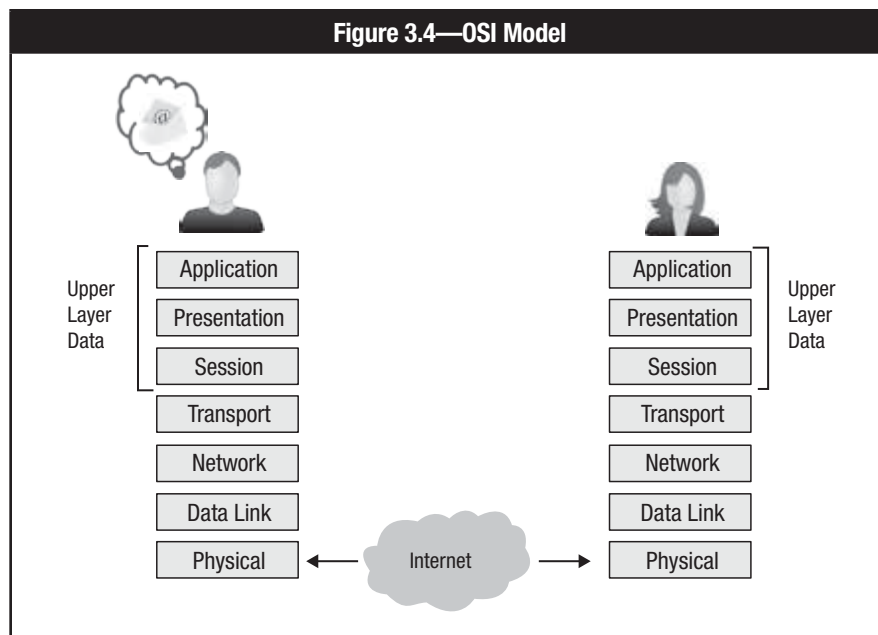 Figure 3.4—OSI Model
@
Application
Presentation
Session
Transport
Network
Data Link
Physical
Upper
Layer
Data
Internet
Application
Presentation
Session
Transport
Network
Data Link
Physical
Upper
Layer
Data